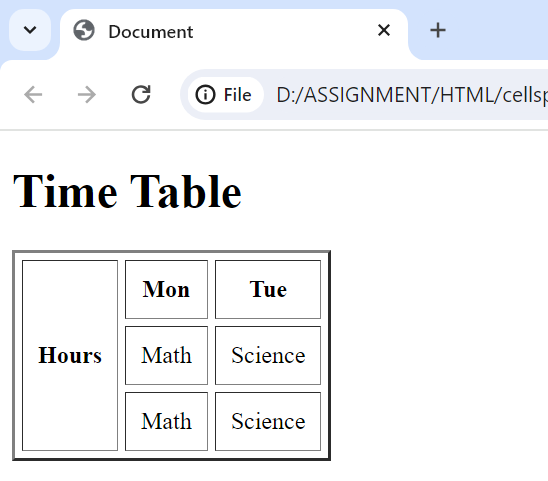 Document
File D:/ASSIGNMENT/HTML/cellsp
Time Table
Mon Tue
Hours Math Science
Math Science